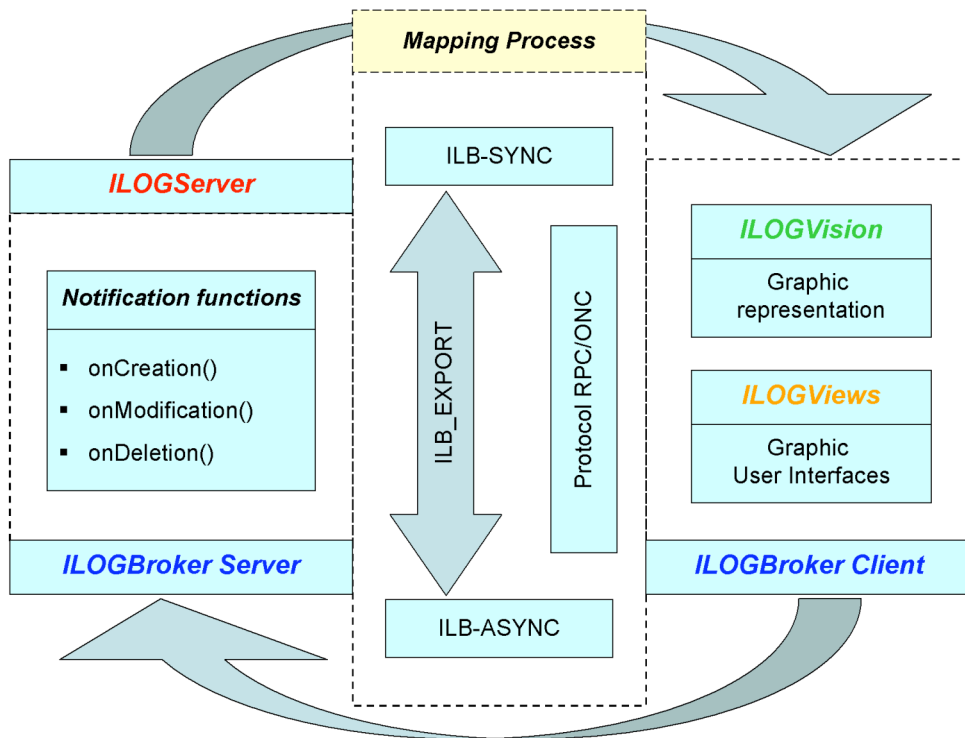 Mapping Process
ILOGServer
Notification functions
▪ onCreation()
▪ onModification()
▪ onDeletion()
ILOGBroker Server
ILB-SYNC
ILB_EXPORT
Protocol RPC/ONC
ILB-ASYNC
ILOGVision
Graphic
representation
ILOGViews
Graphic
User Interfaces
ILOGBroker Client